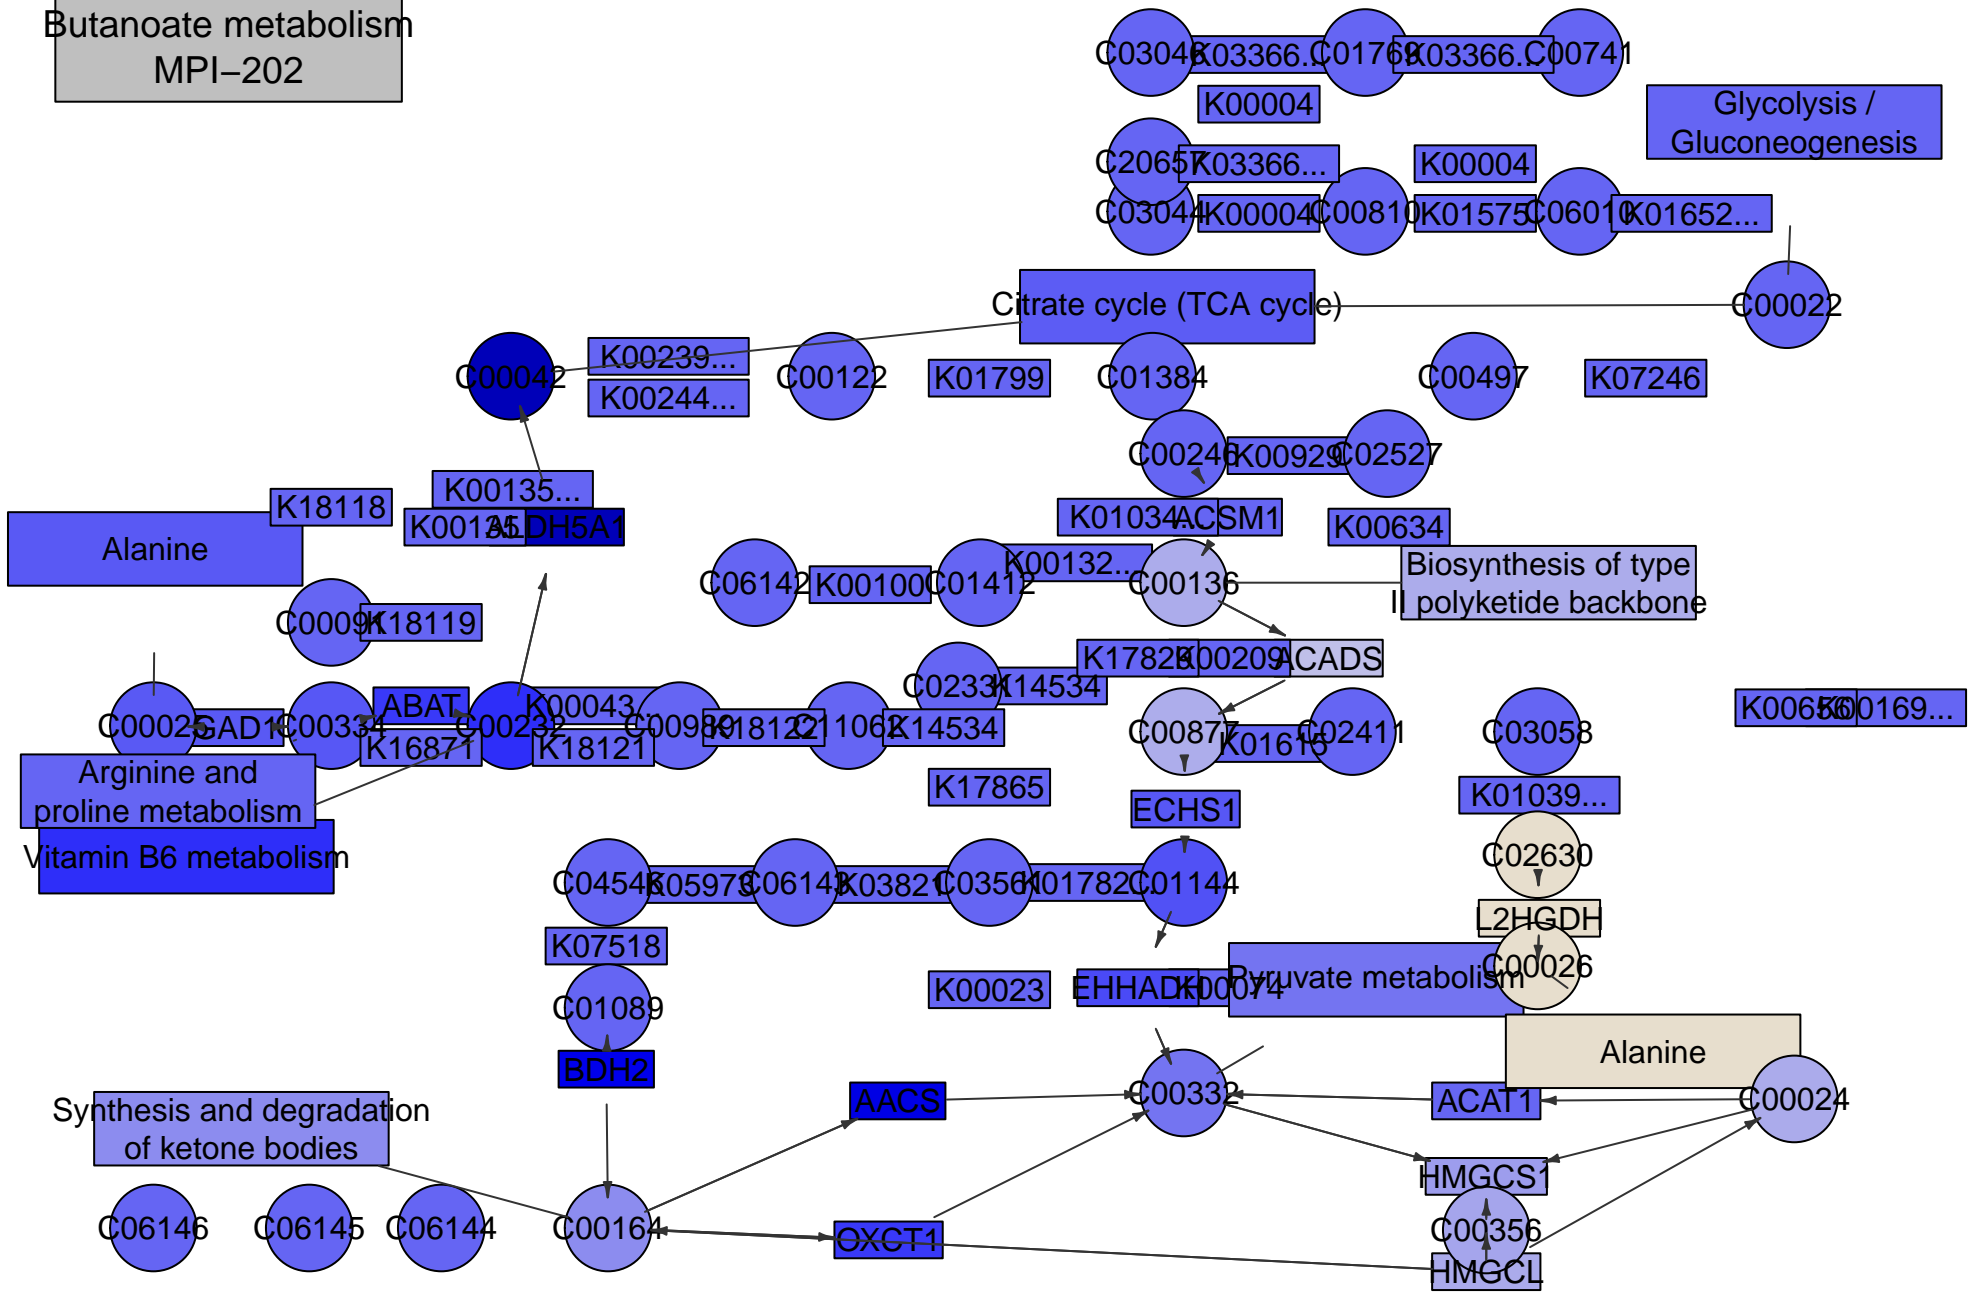 Butanoate metabolism
MPI−202
C03046
K03366...
C01769
K03366...
C00741
K00004
Glycolysis /
Gluconeogenesis
C20657
K03366...
K00004
C03044
K00004
C00810
K01575
C06010
K01652...
Citrate cycle (TCA cycle)
C00022
C00042
K00239...
K00244...
C00122
K01799
C01384
C00497
K07246
C00246
K00929
C02527
K18118
K00135...
K00135
ALDH5A1
K01034...
ACSM1
K00634
Alanine
C06142
K00100
C01412
K00132...
C00136
Biosynthesis of type
II polyketide backbone
C00091
K18119
K17829
K00209
ACADS
C02331
K14534
C00025
GAD1
C00334
ABAT
K16871
C00232
K00043...
K18121
C00989
K18122
C11062
K14534
C00877
K01615
C02411
C03058
K00656
K00169...
Arginine and
proline metabolism
K17865
ECHS1
K01039...
Vitamin B6 metabolism
C02630
C04546
K05973
C06143
K03821
C03561
K01782...
C01144
L2HGDH
K07518
C00026
K00023
EHHADH
K00074
Pyruvate metabolism
C01089
Alanine
BDH2
AACS
C00332
ACAT1
C00024
Synthesis and degradation
of ketone bodies
HMGCS1
C06146
C06145
C06144
C00164
OXCT1
C00356
HMGCL